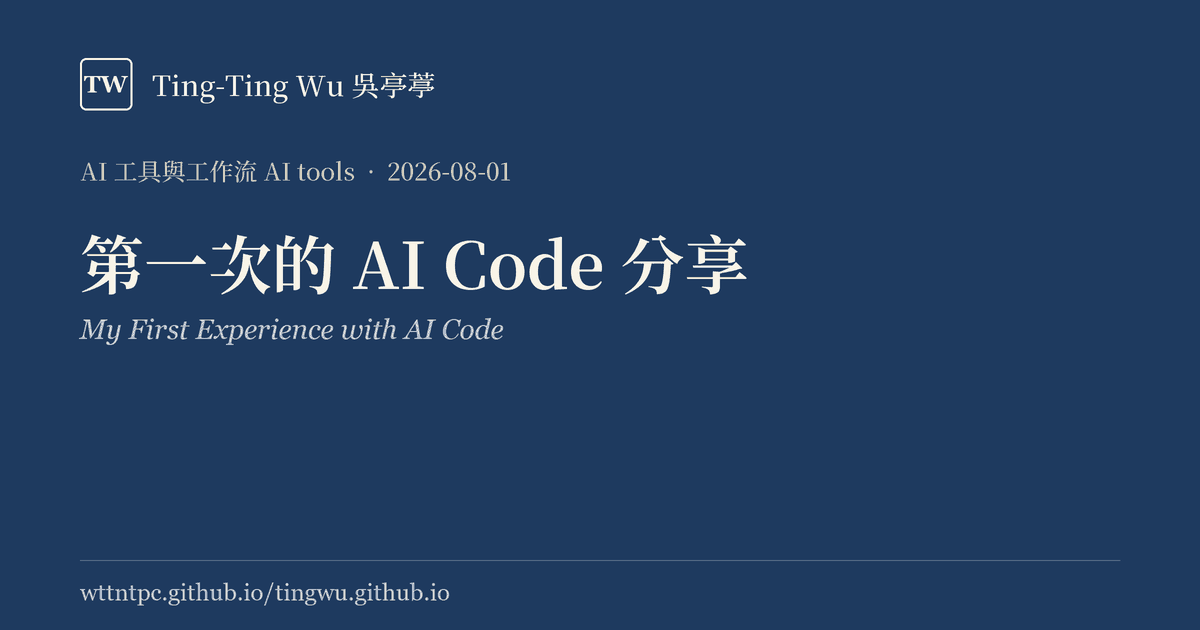 TW
Ting-Ting Wu 吳亭葶
AI 工具與工作流 AI tools · 2026-08-01
第一次的 AI Code 分享
My First Experience with AI Code
wttntpc.github.io/tingwu.github.io